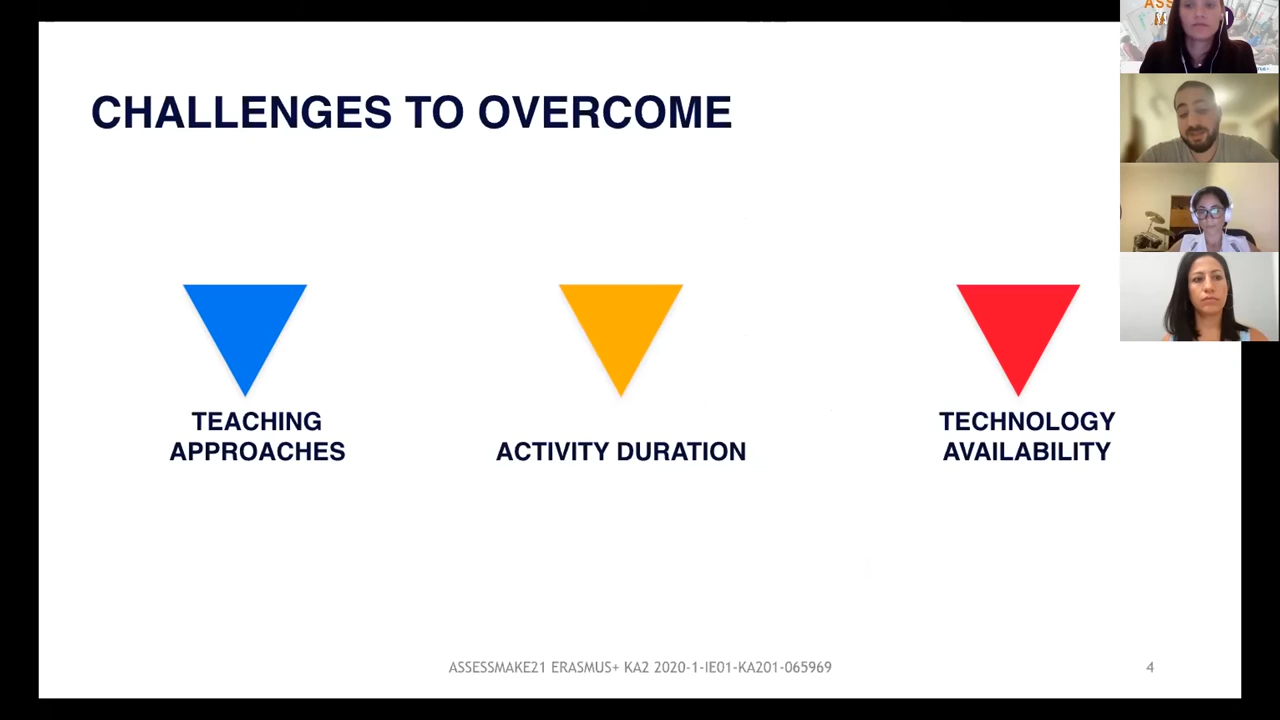 CHALLENGES TO OVERCOME
TEACHING
APPROACHES
ACTIVITY DURATION
TECHNOLOGY
AVAILABILITY
ASSESSMAKE21 ERASMUS+ KA2 2020-1-IE01-KA201-065969
4